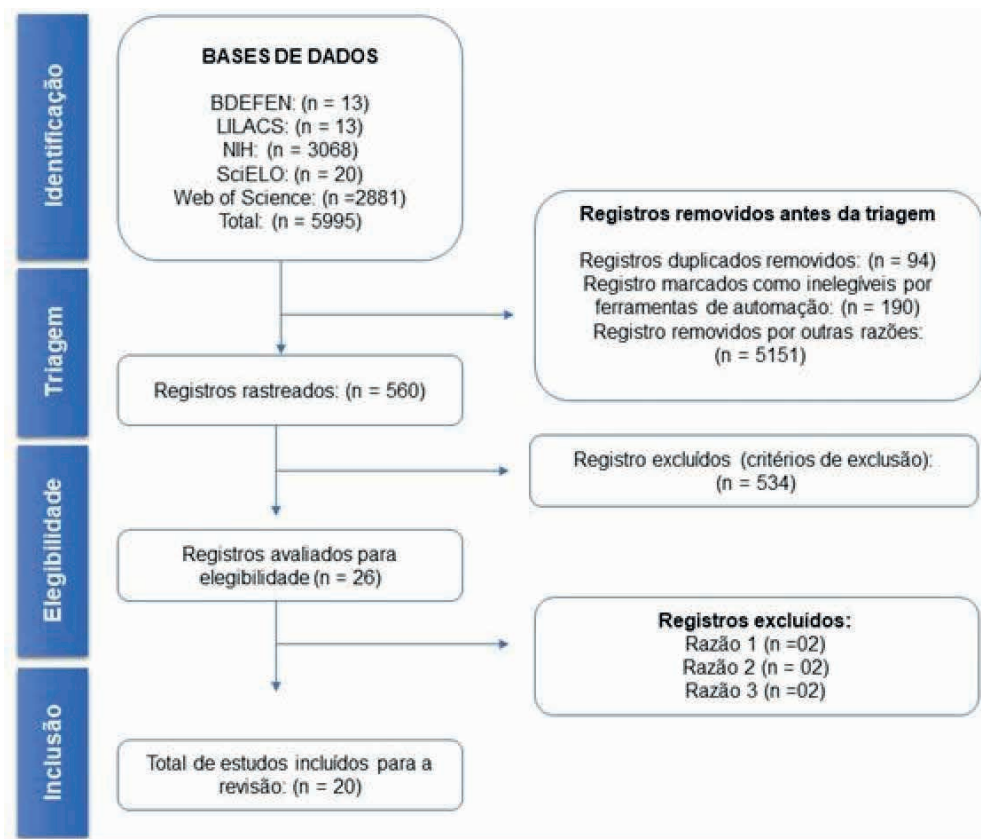 Identificação
BASES DE DADOS
BDEFEN: (n = 13)
LILACS: (n = 13)
NIH: (n = 3068)
SciELO: (n = 20)
Web of Science: (n =2881)
Total: (n = 5995)
Registros removidos antes da triagem
Registros duplicados removidos: (n = 94)
Registro marcados como inelegíveis por
ferramentas de automação: (n = 190)
Registro removidos por outras razões:
(n = 5151)
Triagem
Registros rastreados: (n = 560)
Registro excluídos (critérios de exclusão):
(n = 534)
Elegibilidade
Registros avaliados para
elegibilidade (n = 26)
Registros excluídos:
Razão 1 (n =02)
Razão 2 (n = 02)
Razão 3 (n =02)
Inclusão
Total de estudos incluídos para a
revisão: (n = 20)